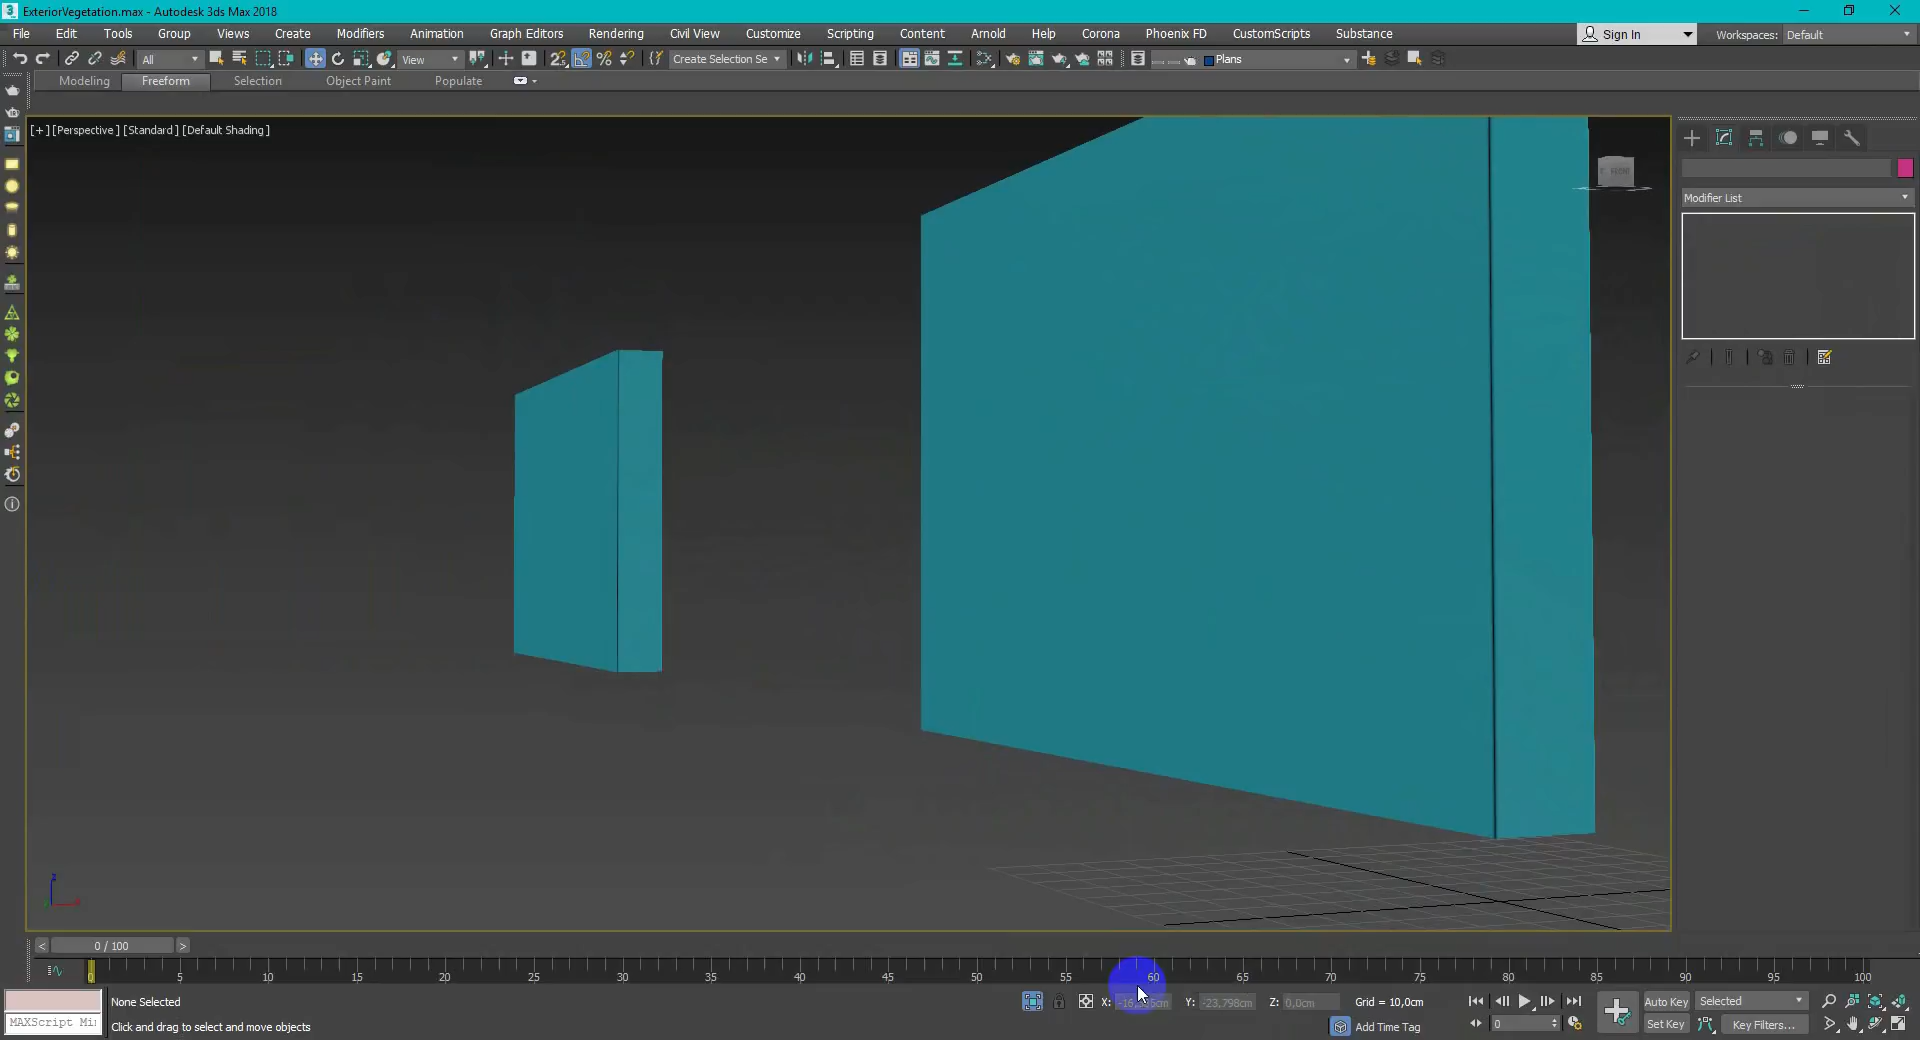 ExteriorVegetation.max - Autodesk 3ds Max 2018
File Edit Tools Group Views Create Modifiers Animation Graph Editors Rendering Civil View Customize Scripting Content Arnold Help Corona Phoenix FD CustomScripts Substance Sign In Workspaces: Default
All View Create Selection Se Plans
Modeling Freeform Selection Object Paint Populate
[+] [Perspective] [Standard] [Default Shading]
Modifier List
< 0 / 100 >
0 5 10 15 20 25 30 35 40 45 50 55 60 65 70 75 80 85 90 95 100
None Selected X: Y: -23,798cm Z: 0,0cm Grid = 10,0cm Auto Key Selected
MAXScript Mi Click and drag to select and move objects Add Time Tag 0 Set Key Key Filters...